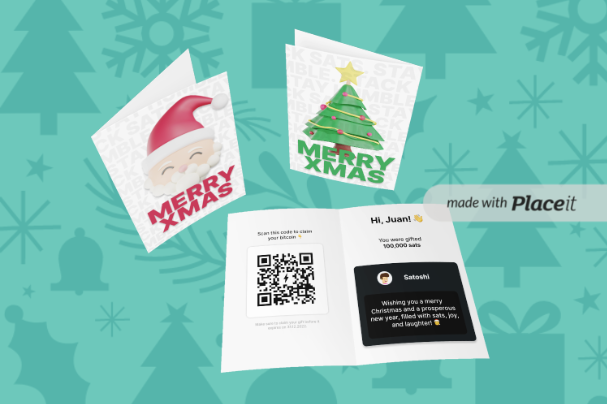 MERRY
XMAS
MERRY
XMAS
made with Placeit
Scan this code to claim
your bitcoin 👇
Hi, Juan! 👋
You were gifted
100,000 sats
Satoshi
Wishing you a merry
Christmas and a prosperous
new year, filled with sats, joy,
and laughter!